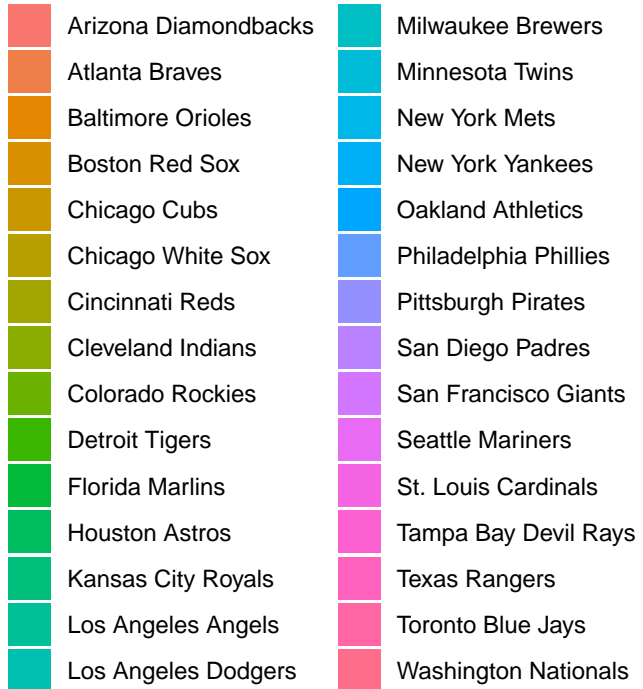 Arizona Diamondbacks
Atlanta Braves
Baltimore Orioles
Boston Red Sox
Chicago Cubs
Chicago White Sox
Cincinnati Reds
Cleveland Indians
Colorado Rockies
Detroit Tigers
Florida Marlins
Houston Astros
Kansas City Royals
Los Angeles Angels
Los Angeles Dodgers
Milwaukee Brewers
Minnesota Twins
New York Mets
New York Yankees
Oakland Athletics
Philadelphia Phillies
Pittsburgh Pirates
San Diego Padres
San Francisco Giants
Seattle Mariners
St. Louis Cardinals
Tampa Bay Devil Rays
Texas Rangers
Toronto Blue Jays
Washington Nationals